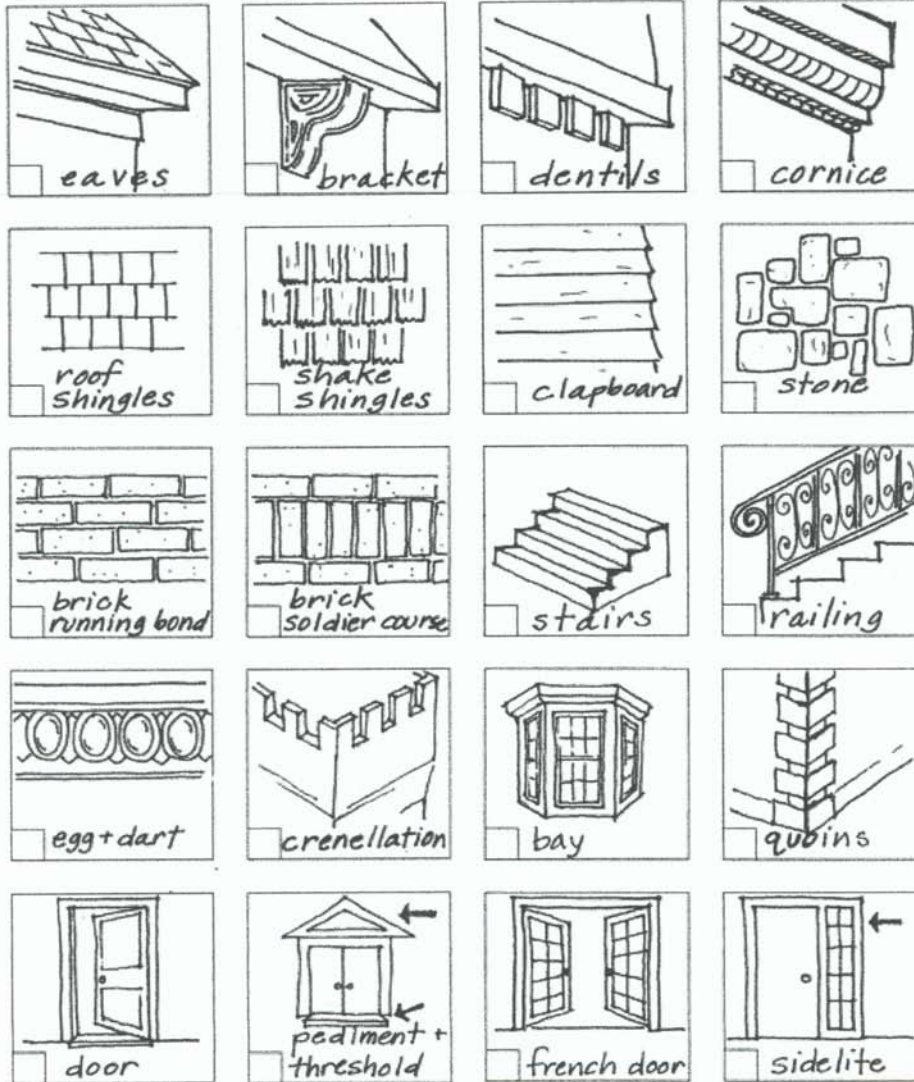 eaves
bracket
dentils
cornice
roof
shingles
shake
shingles
clapboard
stone
brick
running bond
brick
soldier course
stairs
railing
egg + dart
crenellation
bay
quoins
door
pediment +
threshold
french door
sidelite